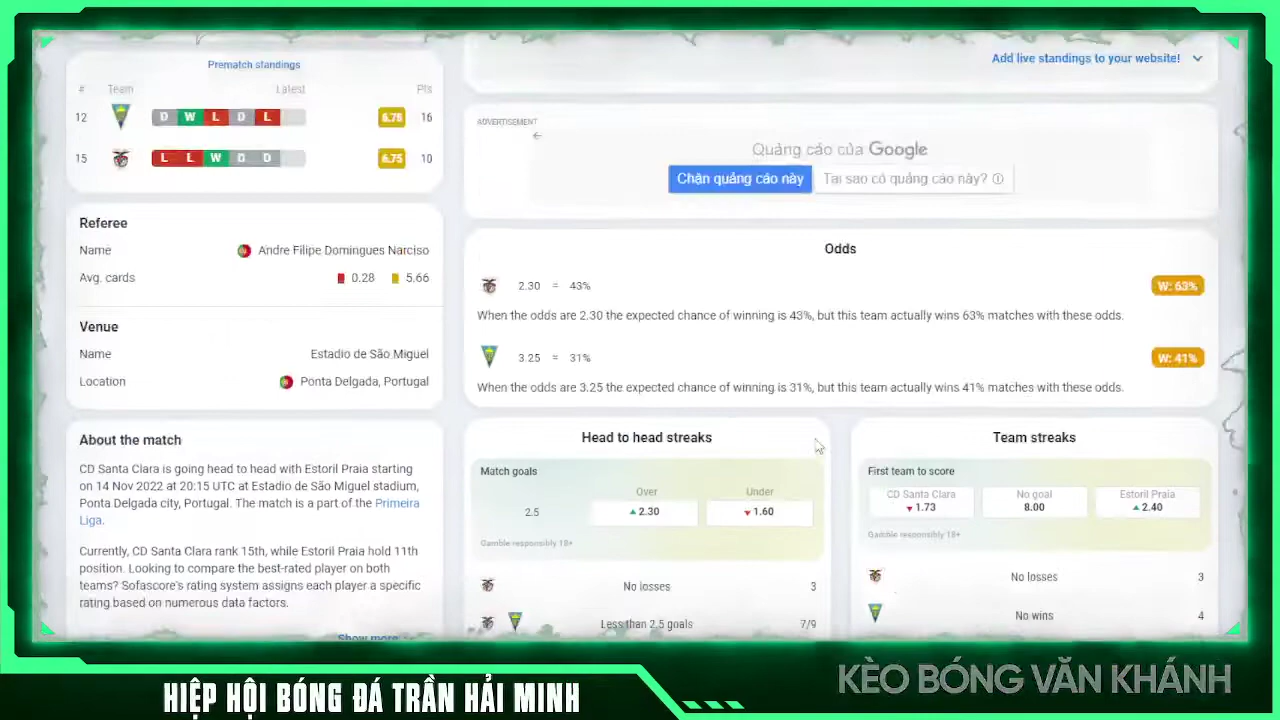 Prematch standings
# Team Latest Pts
12 D W L D L 6.75 16
15 L L W D D 6.75 10
Referee
Name Andre Filipe Domingues Narciso
Avg. cards 0.28 5.66
Venue
Name Estadio de São Miguel
Location Ponta Delgada, Portugal
About the match
CD Santa Clara is going head to head with Estoril Praia starting
on 14 Nov 2022 at 20:15 UTC at Estadio de São Miguel stadium,
Ponta Delgada city, Portugal. The match is a part of the Primeira
Liga.
Currently, CD Santa Clara rank 15th, while Estoril Praia hold 11th
position. Looking to compare the best-rated player on both
teams? Sofascore's rating system assigns each player a specific
rating based on numerous data factors.
Show more
Add live standings to your website!
ADVERTISEMENT
Quảng cáo của Google
Chặn quảng cáo này Tại sao có quảng cáo này?
Odds
2.30 = 43% W: 63%
When the odds are 2.30 the expected chance of winning is 43%, but this team actually wins 63% matches with these odds.
3.25 = 31% W: 41%
When the odds are 3.25 the expected chance of winning is 31%, but this team actually wins 41% matches with these odds.
Head to head streaks
Match goals
Over Under
2.5 2.30 1.60
Gamble responsibly 18+
No losses 3
Less than 2.5 goals 7/9
Team streaks
First team to score
CD Santa Clara No goal Estoril Praia
1.73 8.00 2.40
Gamble responsibly 18+
No losses 3
No wins 4
HIỆP HỘI BÓNG ĐÁ TRẦN HẢI MINH
KÈO BÓNG VĂN KHÁNH